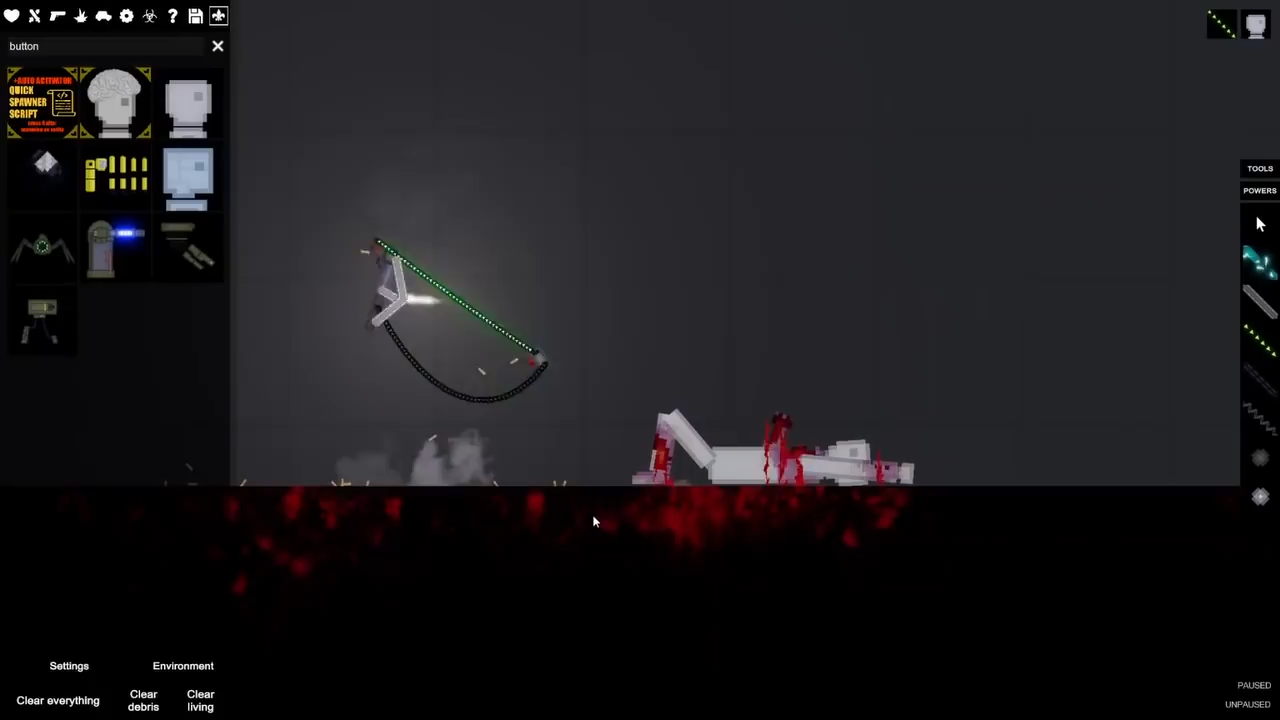 button
+AUTO ACTIVATOR
QUICK
SPAWNER
SCRIPT
TOOLS
POWERS
Settings
Environment
Clear everything
Clear
debris
Clear
living
PAUSED
UNPAUSED